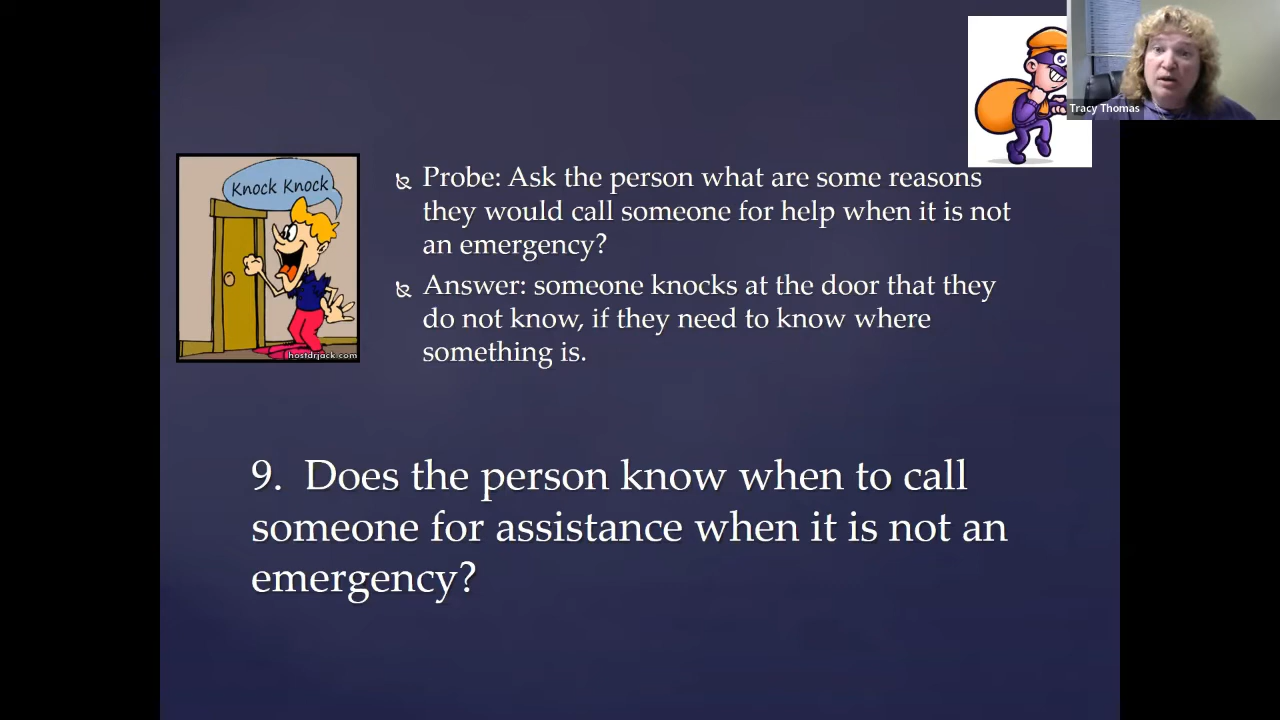 Tracy Thomas
Knock Knock
hostdrjack.com
Probe: Ask the person what are some reasons
they would call someone for help when it is not
an emergency?
Answer: someone knocks at the door that they
do not know, if they need to know where
something is.
9. Does the person know when to call
someone for assistance when it is not an
emergency?